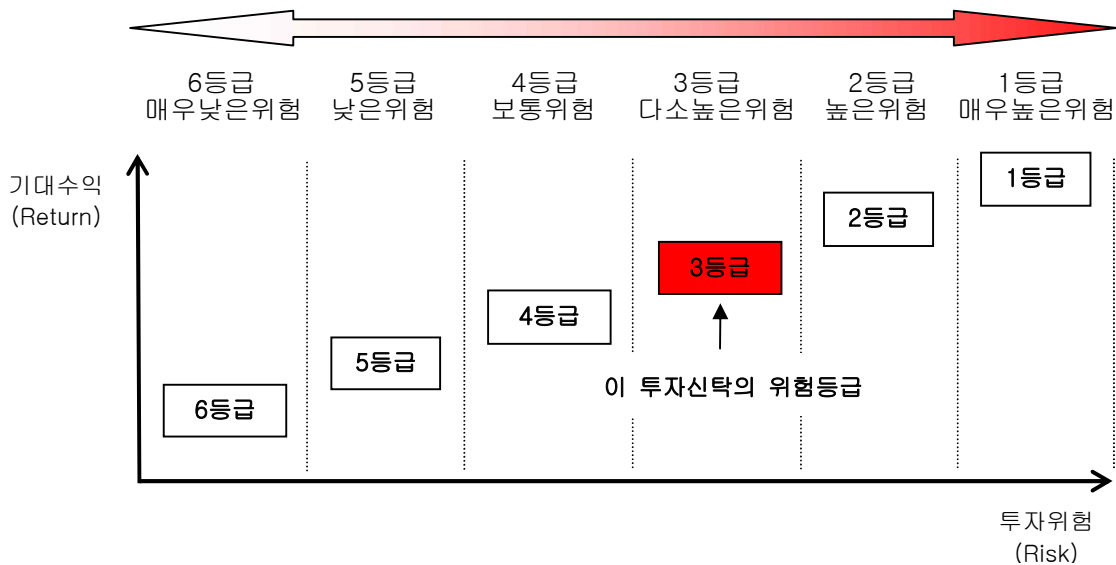 6등급 5등급 4등급 3등급 2등급 1등급
매우낮은위험 낮은위험 보통위험 다소높은위험 높은위험 매우높은위험
기대수익
(Return)
1등급
2등급
3등급
4등급
5등급
이 투자신탁의 위험등급
6등급
투자위험
(Risk)